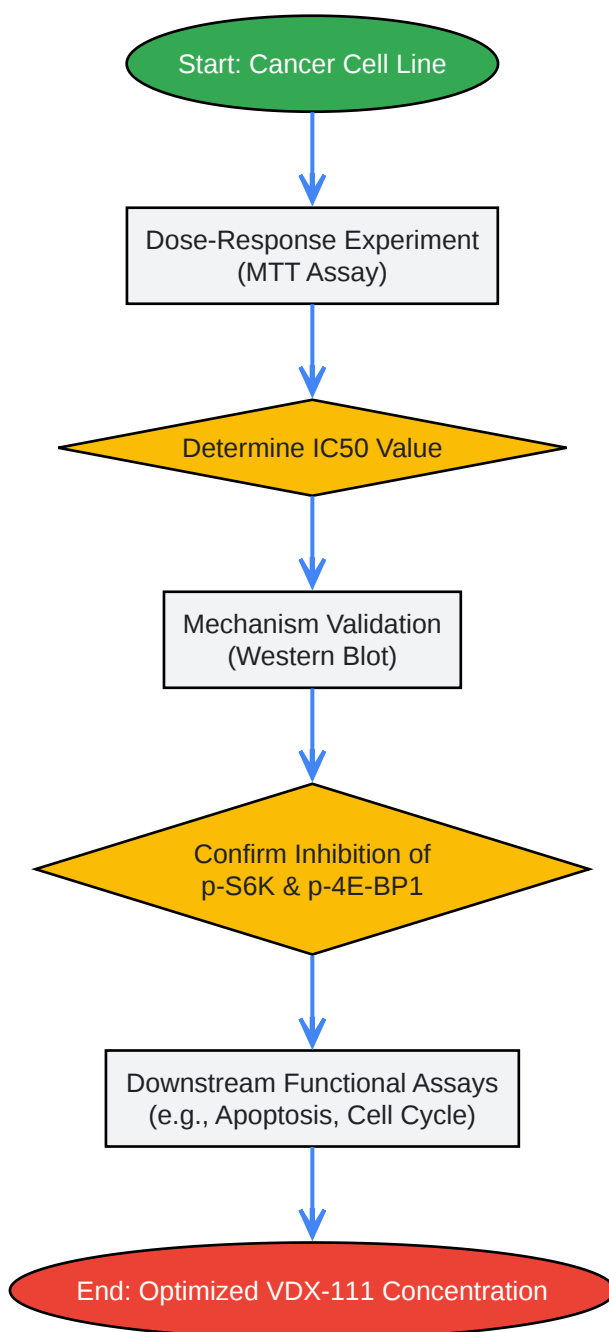 Start: Cancer Cell Line
Dose-Response Experiment
(MTT Assay)
Determine IC50 Value
Mechanism Validation
(Western Blot)
Confirm Inhibition of
p-S6K & p-4E-BP1
Downstream Functional Assays
(e.g., Apoptosis, Cell Cycle)
End: Optimized VDX-111 Concentration